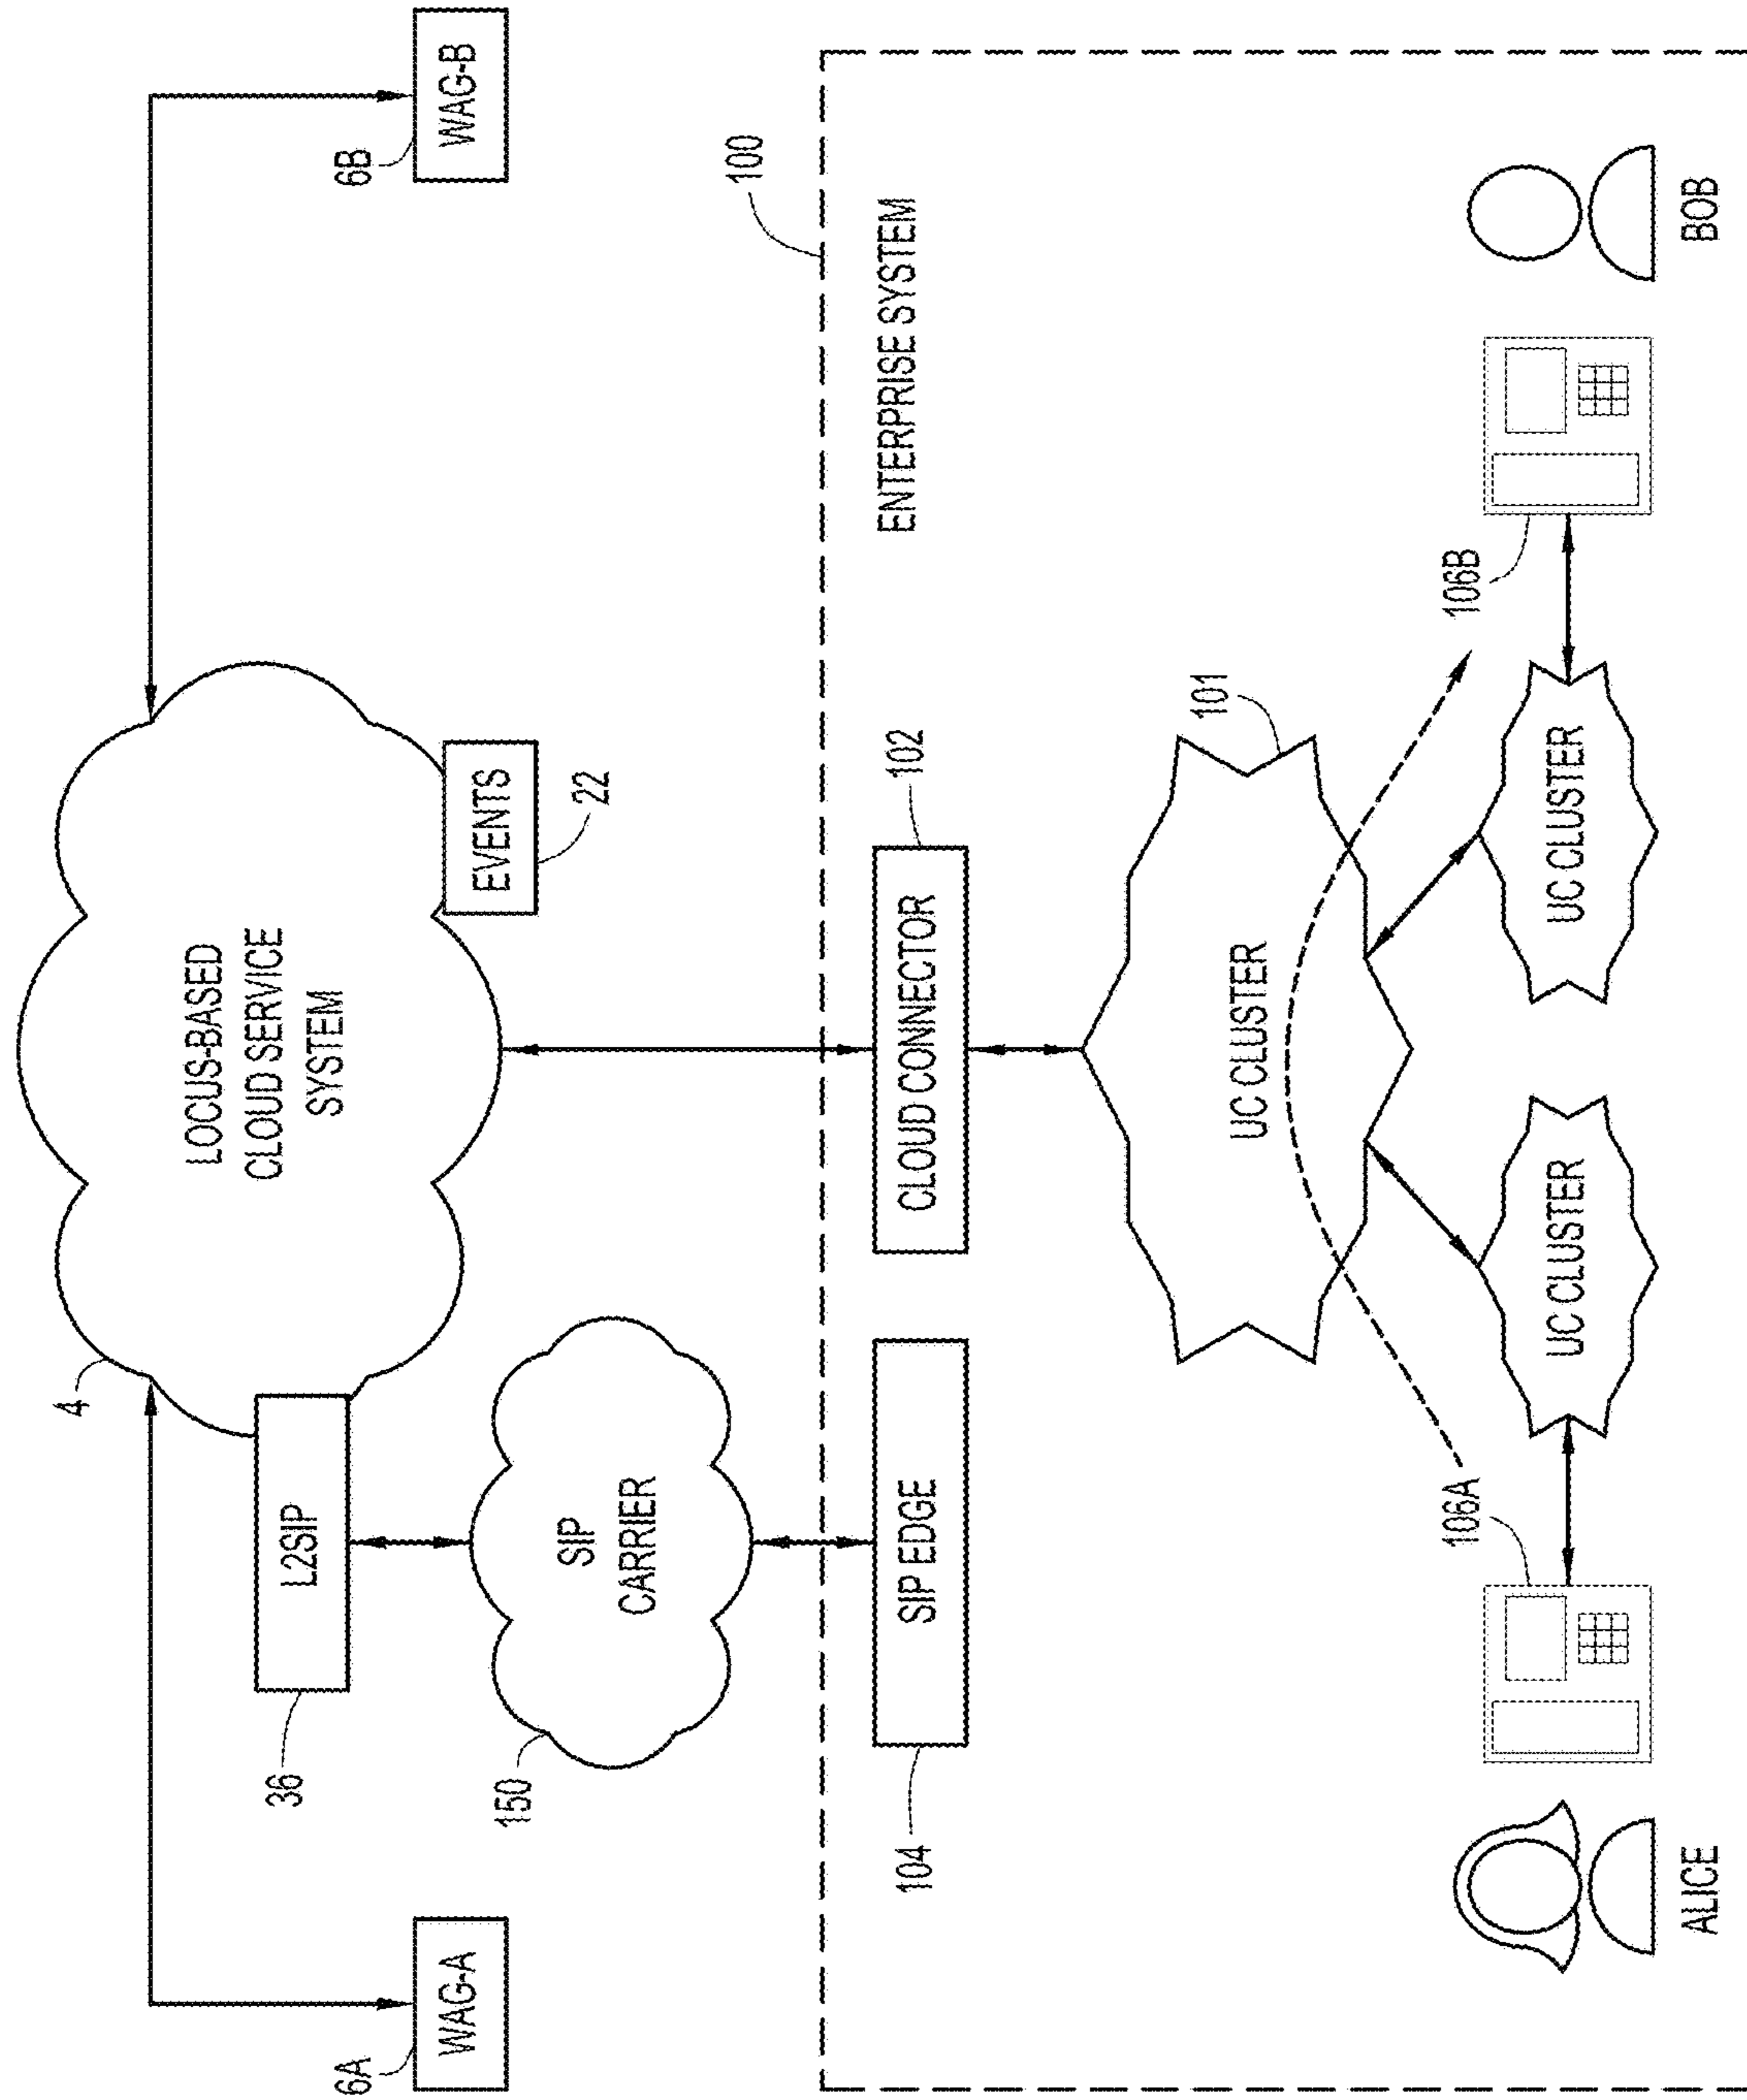 4
LOCUS-BASED
CLOUD SERVICE
SYSTEM
L2SIP
36
SIP
CARRIER
150
EVENTS
22
6A
WAG-A
6B
WAG-B
100
ENTERPRISE SYSTEM
SIP EDGE
104
CLOUD CONNECTOR
102
UC CLUSTER
101
106A
UC CLUSTER
UC CLUSTER
106B
ALICE
BOB